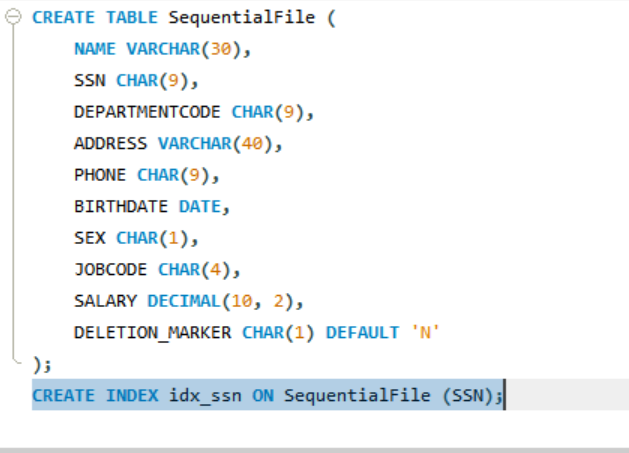 CREATE TABLE SequentialFile (
NAME VARCHAR(30),
SSN CHAR(9),
DEPARTMENTCODE CHAR(9),
ADDRESS VARCHAR(40),
PHONE CHAR(9),
BIRTHDATE DATE,
SEX CHAR(1),
JOBCODE CHAR(4),
SALARY DECIMAL(10, 2),
DELETION_MARKER CHAR(1) DEFAULT 'N'
);
CREATE INDEX idx_ssn ON SequentialFile (SSN);